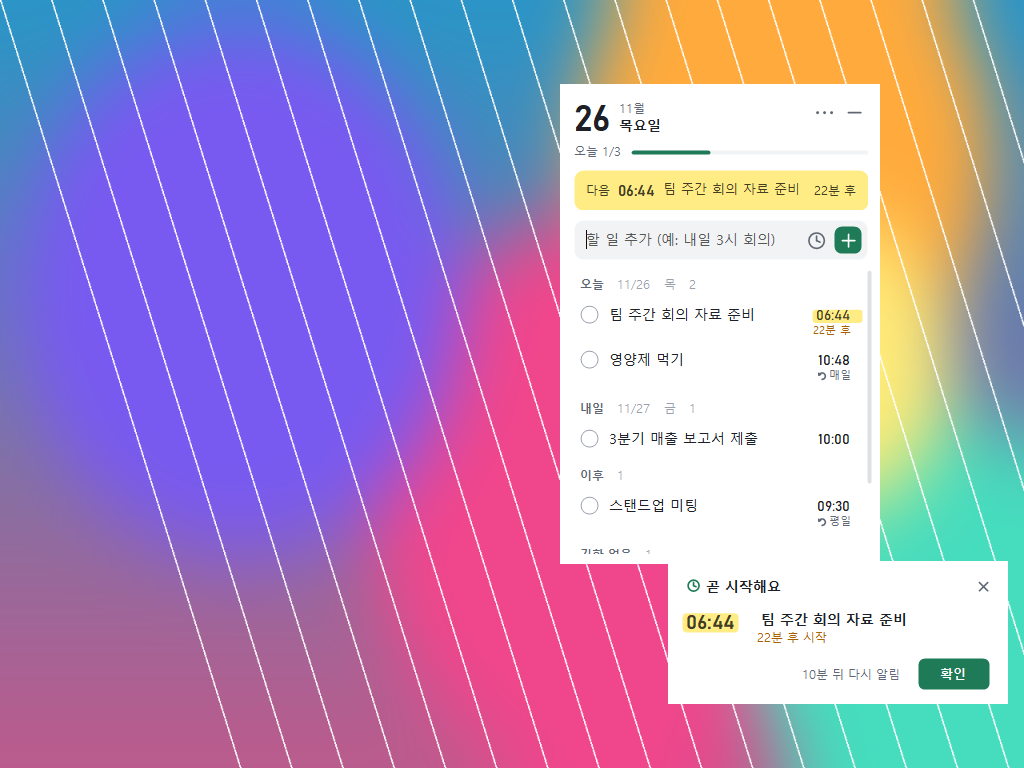 26
11월
목요일
오늘 1/3
다음 06:44 팀 주간 회의 자료 준비 22분 후
할 일 추가 (예: 내일 3시 회의)
오늘 11/26 목 2
팀 주간 회의 자료 준비 06:44
22분 후
영양제 먹기 10:48
매일
내일 11/27 금 1
3분기 매출 보고서 제출 10:00
이후 1
스탠드업 미팅 09:30
평일
기한 없음 1
곧 시작해요
06:44 팀 주간 회의 자료 준비
22분 후 시작
10분 뒤 다시 알림 확인